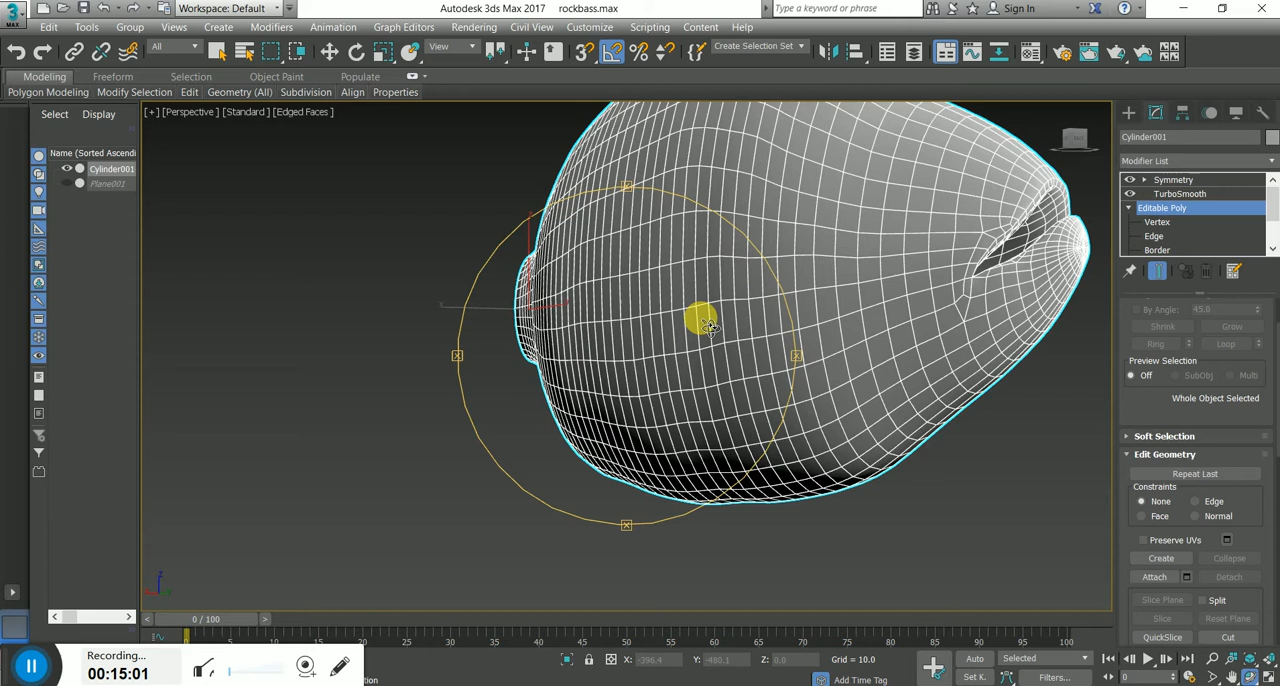 Workspace: Default
Autodesk 3ds Max 2017 rockbass.max
Type a keyword or phrase
Sign In
MAX
Edit Tools Group Views Create Modifiers Animation Graph Editors Rendering Civil View Customize Scripting Content Help
All
View
Create Selection Set
Modeling Freeform Selection Object Paint Populate
Polygon Modeling Modify Selection Edit Geometry (All) Subdivision Align Properties
Select Display
Name (Sorted Ascendi
Cylinder001
Plane001
[+] [Perspective ] [Standard ] [Edged Faces ]
Cylinder001
Modifier List
Symmetry
TurboSmooth
Editable Poly
Vertex
Edge
Border
By Angle: 45.0
Shrink Grow
Ring Loop
Preview Selection
Off SubObj Multi
Whole Object Selected
Soft Selection
Edit Geometry
Repeat Last
Constraints
None Edge
Face Normal
Preserve UVs
Create Collapse
Attach Detach
Slice Plane Split
Slice Reset Plane
QuickSlice Cut
0 / 100
0 5 10 15 20 25 30 35 40 45 50 55 60 65 70 75 80 85 90 95 100
Recording...
00:15:01
X: -396.4 Y: -480.1 Z: 0.0 Grid = 10.0
Add Time Tag
Auto Selected
Set K. Filters...
0